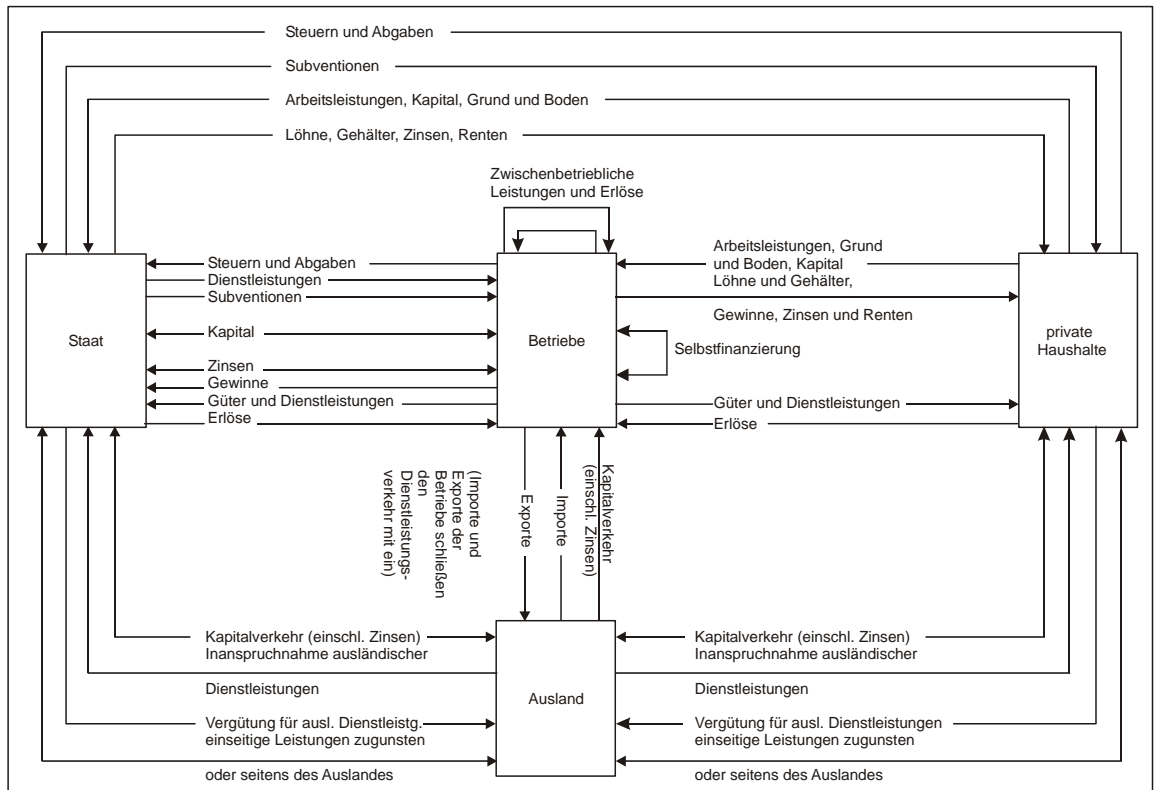 Steuern und Abgaben
Subventionen
Arbeitsleistungen, Kapital, Grund und Boden
Löhne, Gehälter, Zinsen, Renten
Zwischenbetriebliche
Leistungen und Erlöse
Staat
Steuern und Abgaben
Dienstleistungen
Subventionen
Kapital
Zinsen
Gewinne
Güter und Dienstleistungen
Erlöse
Betriebe
Arbeitsleistungen, Grund
und Boden, Kapital
Löhne und Gehälter,
Gewinne, Zinsen und Renten
Selbstfinanzierung
Güter und Dienstleistungen
Erlöse
private
Haushalte
(Importe und
Exporte der
Betriebe schließen
den
Dienstleistungs-
verkehr mit ein)
Exporte
Importe
Kapitalverkehr
(einschl. Zinsen)
Kapitalverkehr (einschl. Zinsen)
Inanspruchnahme ausländischer
Dienstleistungen
Vergütung für ausl. Dienstleistg.
einseitige Leistungen zugunsten
oder seitens des Auslandes
Ausland
Kapitalverkehr (einschl. Zinsen)
Inanspruchnahme ausländischer
Dienstleistungen
Vergütung für ausl. Dienstleistungen
einseitige Leistungen zugunsten
oder seitens des Auslandes